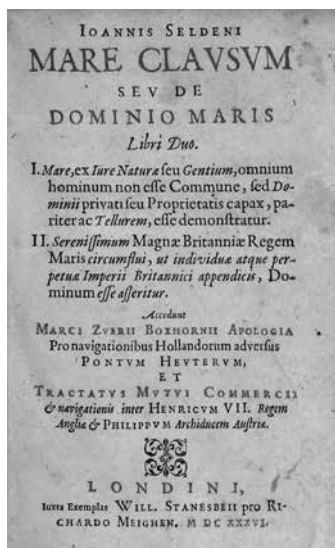 IOANNIS SELDENI
MARE CLAVSVM
SEV DE
DOMINIO MARIS
Libri Duo.
I. Mare, ex Iure Naturæ seu Gentium, omnium
hominum non esse Commune, sed Do-
minii privati seu Proprietatis capax, pa-
riter ac Tellurem, esse demonstratur.
II. Serenissimum Magnæ Britanniæ Regem
Maris circumflui, ut individuæ atque per-
petuæ Imperii Britannici appendicis, Do-
minum esse asseritur.
Accedunt
MARCI ZVERII BOXHORNII APOLOGIA
Pro navigationibus Hollandorum adversus
PONTVM HEVTERVM,
ET
TRACTATVS MVTVI COMMERCII
& navigationis inter HENRICVM VII. Regem
Angliæ & PHILIPPVM Archiducem Austriæ.
LONDINI,
Iuxta Exemplar WILL. STANESBEII pro RI-
CHARDO MEIGHEN. M DC XXXVI.